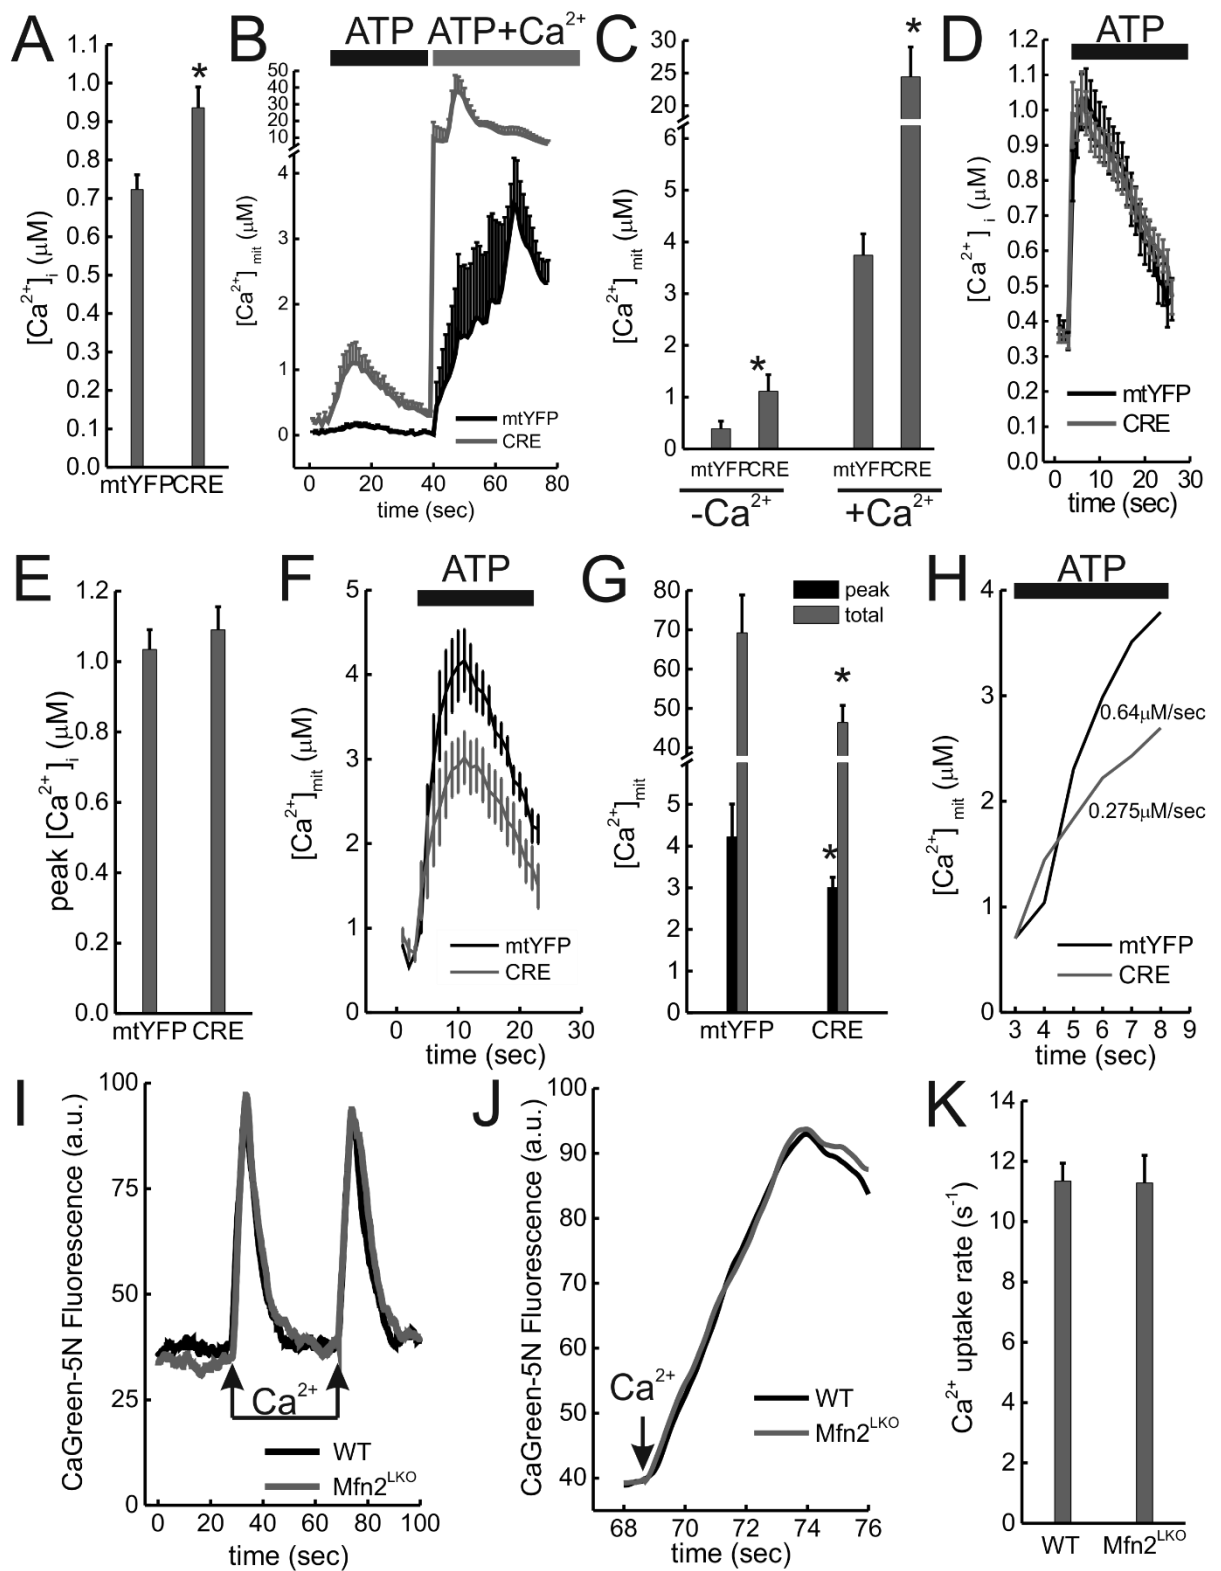 A
[Ca²⁺]ᵢ (μM)
1.1
1.0
0.9
0.8
0.7
0.6
0.5
0.4
0.3
0.2
0.1
0.0
*
mtYFP CRE
B
ATP
ATP+Ca²⁺
[Ca²⁺] mit (μM)
50
40
30
20
10
4
3
2
1
0
mtYFP
CRE
0 20 40 60 80
time (sec)
C
[Ca²⁺] mit (μM)
30
25
20
8
6
4
2
0
*
*
mtYFP CRE mtYFP CRE
-Ca²⁺ +Ca²⁺
D
ATP
[Ca²⁺] i (μM)
1.2
1.1
1.0
0.9
0.8
0.7
0.6
0.5
0.4
0.3
0.2
0.1
0.0
mtYFP
CRE
0 10 20 30
time (sec)
E
peak [Ca²⁺]ᵢ (μM)
1.2
1.0
0.8
0.6
0.4
0.2
0.0
mtYFP CRE
F
ATP
[Ca²⁺]mit (μM)
5
4
3
2
1
0
mtYFP
CRE
0 10 20 30
time (sec)
G
peak
total
[Ca²⁺]mit
80
70
60
50
40
6
5
4
3
2
1
0
*
*
mtYFP CRE
H
ATP
[Ca²⁺] mit (μM)
4
3
2
1
0
0.64μM/sec
0.275μM/sec
mtYFP
CRE
3 4 5 6 7 8 9
time (sec)
I
CaGreen-5N Fluorescence (a.u.)
100
75
50
25
0
Ca²⁺
WT
Mfn2ᴸᴷᴼ
0 20 40 60 80 100
time (sec)
J
CaGreen-5N Fluorescence (a.u.)
100
90
80
70
60
50
40
Ca²⁺
WT
Mfn2ᴸᴷᴼ
68 70 72 74 76
time (sec)
K
Ca²⁺ uptake rate (s⁻¹)
14
12
10
8
6
4
2
0
WT Mfn2ᴸᴷᴼ